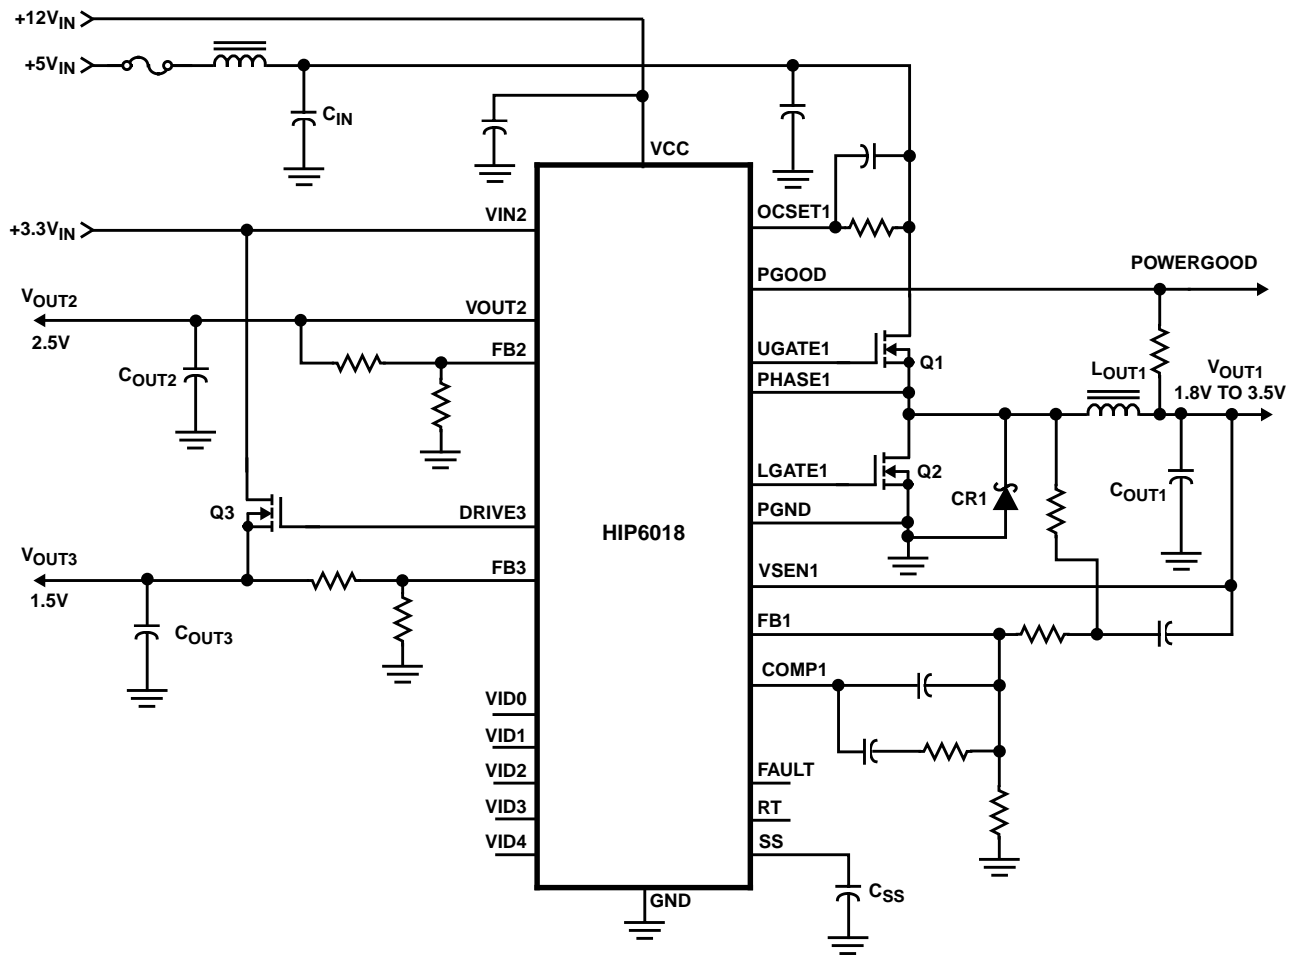 +12VIN
+5VIN
CIN
VCC
+3.3VIN
VIN2
OCSET1
PGOOD
POWERGOOD
VOUT2
2.5V
VOUT2
FB2
COUT2
UGATE1
Q1
PHASE1
LOUT1
VOUT1
1.8V TO 3.5V
LGATE1
Q2
CR1
COUT1
Q3
DRIVE3
PGND
HIP6018
VOUT3
1.5V
FB3
COUT3
VSEN1
FB1
COMP1
VID0
VID1
VID2
VID3
VID4
FAULT
RT
SS
CSS
GND